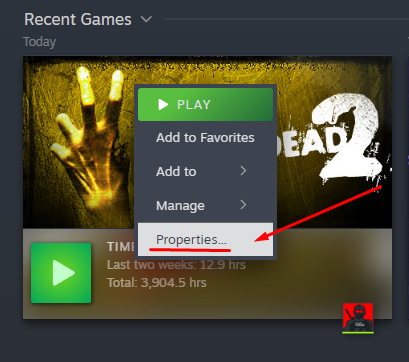 Recent Games
Today
PLAY
Add to Favorites
DEAD 2
Add to
Manage
Properties...
TIME
Last two weeks: 12.9 hrs
Total: 3,904.5 hrs